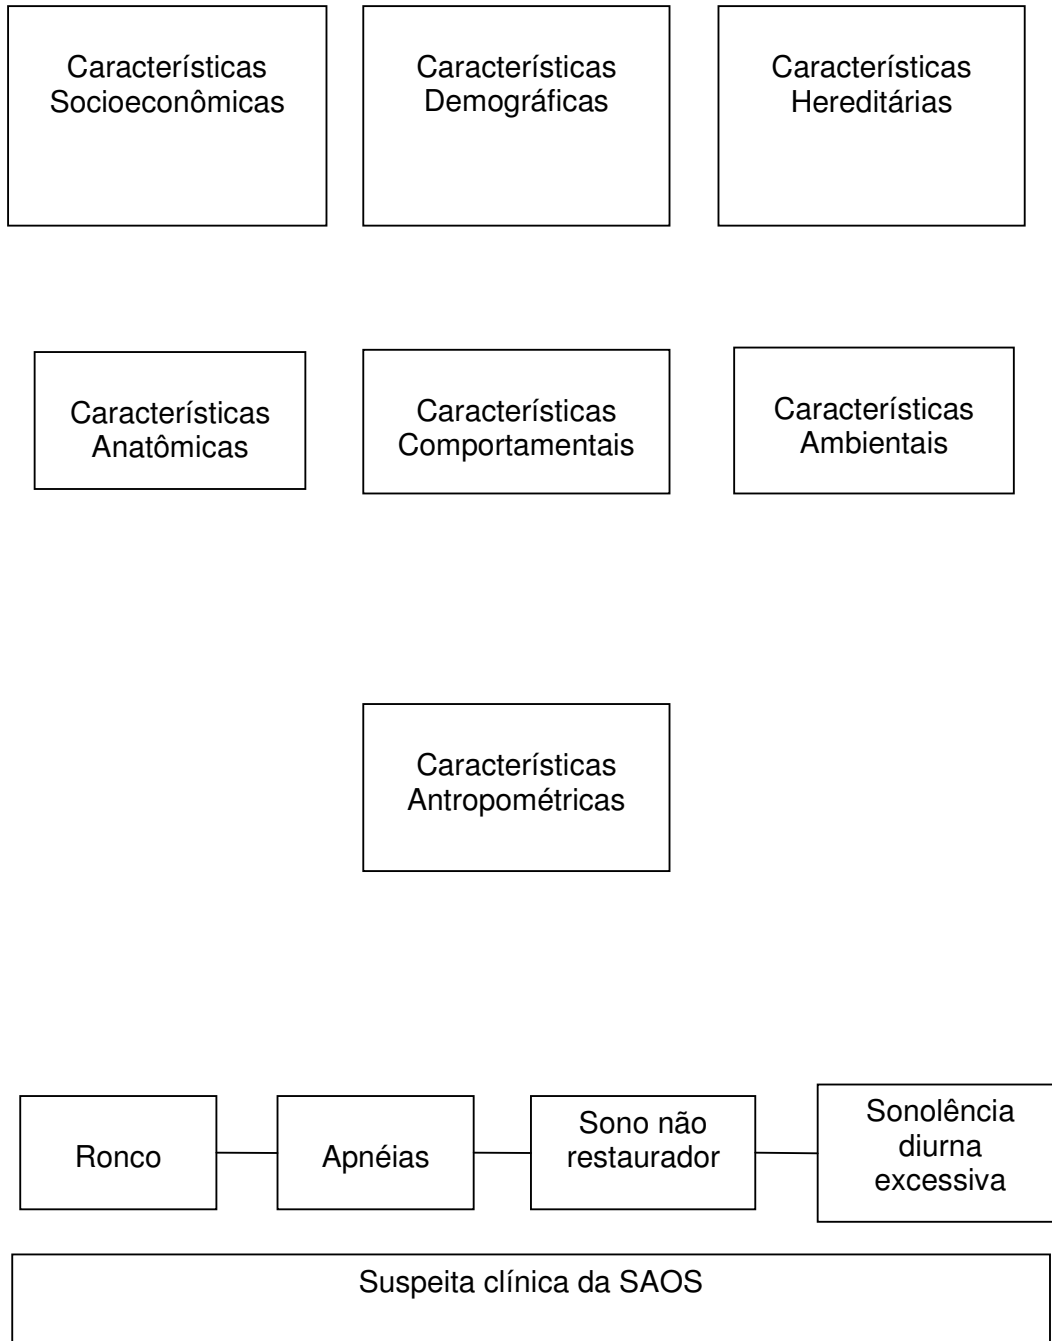 Características
Socioeconômicas
Características
Demográficas
Características
Hereditárias
Características
Anatômicas
Características
Comportamentais
Características
Ambientais
Características
Antropométricas
Ronco
Apnéias
Sono não
restaurador
Sonolência
diurna
excessiva
Suspeita clínica da SAOS